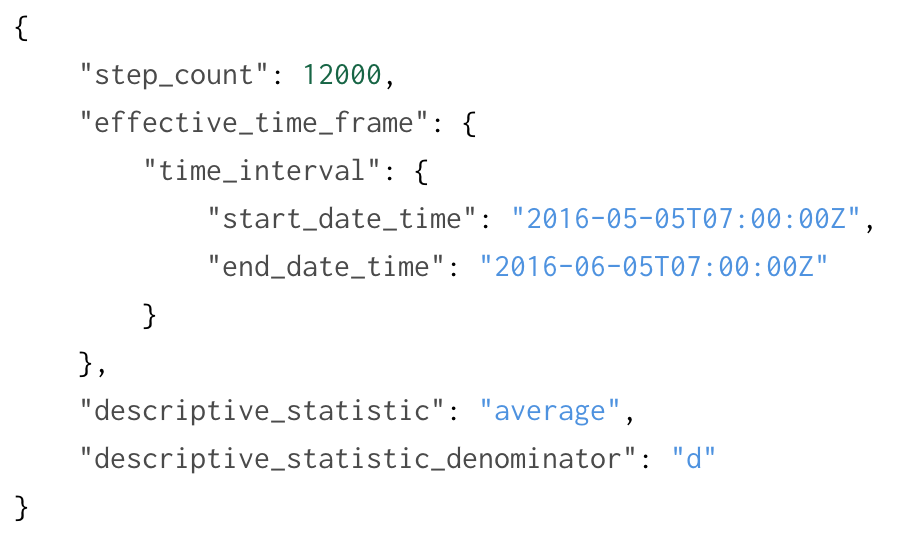 {
    "step_count": 12000,
    "effective_time_frame": {
        "time_interval": {
            "start_date_time": "2016-05-05T07:00:00Z",
            "end_date_time": "2016-06-05T07:00:00Z"
        }
    },
    "descriptive_statistic": "average",
    "descriptive_statistic_denominator": "d"
}